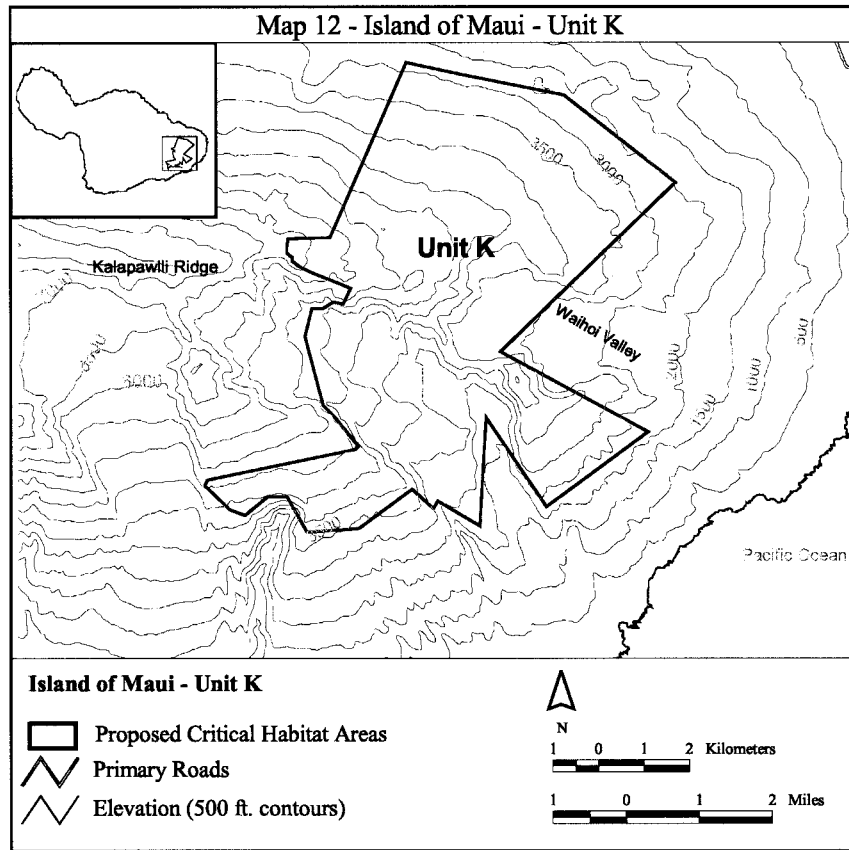 Map 12 - Island of Maui - Unit K
3500
3000
Unit K
Kalapawlli Ridge
Waihoi Valley
6000
2000
1500
1000
500
Pacific Ocean
Island of Maui - Unit K
Proposed Critical Habitat Areas
Primary Roads
Elevation (500 ft. contours)
N
1 0 1 2 Kilometers
1 0 1 2 Miles